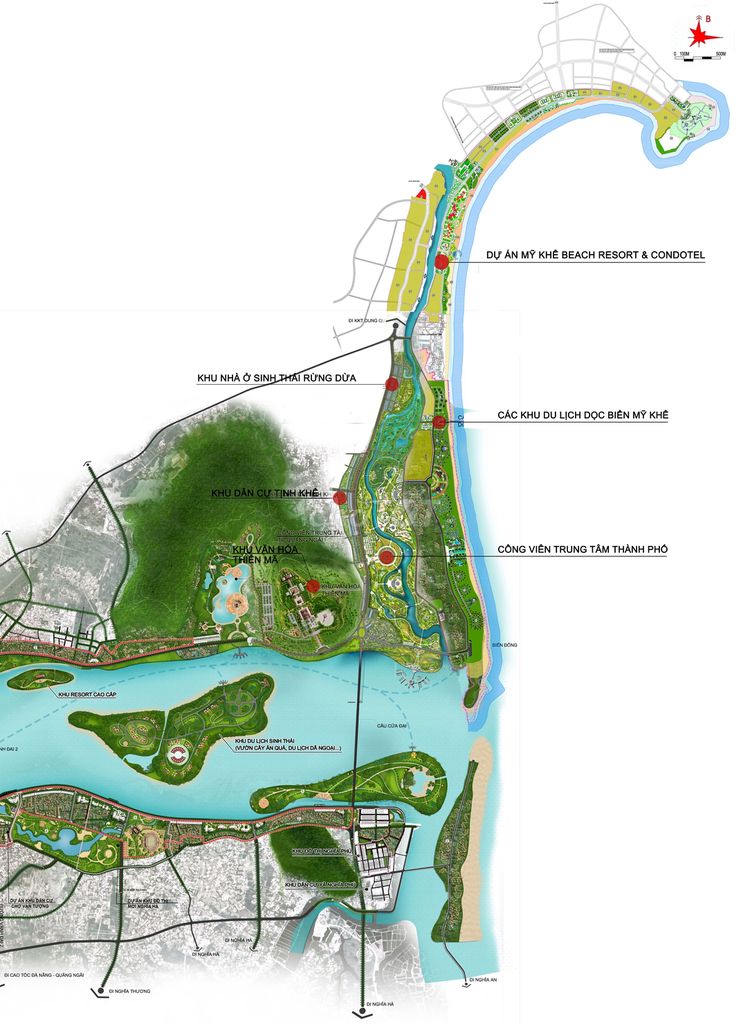 B
0 100M 500M
DỰ ÁN MỸ KHÊ BEACH RESORT & CONDOTEL
KHU NHÀ Ở SINH THÁI RỪNG DỪA
CÁC KHU DU LỊCH DỌC BIỂN MỸ KHÊ
KHU DÂN CƯ TỊNH KHÊ
KHU VĂN HÓA
THIÊN MÃ
KHU VĂN HÓA
THIÊN MÃ
CÔNG VIÊN TRUNG TÂM THÀNH PHỐ
BIỂN ĐÔNG
KHU RESORT CAO CẤP
CẦU CỬA ĐẠI
KHU DU LỊCH SINH THÁI
(VƯỜN CÂY ĂN QUẢ, DU LỊCH DÃ NGOẠI...)
KHU ĐÔ THỊ NGHĨA PHÚ
KHU DÂN CƯ XÃ NGHĨA PHÚ
DỰ ÁN KHU DÂN CƯ
CHỢ VẠN TƯỢNG
DỰ ÁN KHU ĐÔ THỊ
MỚI NGHĨA HÀ
ĐI NGHĨA HÀ
ĐI NGHĨA HÀ
ĐI CAO TỐC ĐÀ NẴNG - QUẢNG NGÃI
ĐI NGHĨA AN
ĐI NGHĨA THƯƠNG
ĐI NGHĨA HÀ